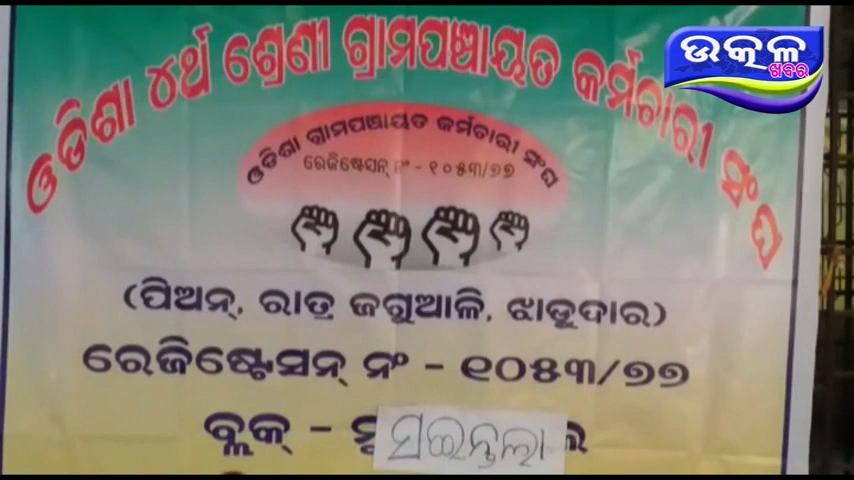 ଉତ୍କଳ
ଖବର
ଓଡିଶା ୪ର୍ଥ ଶ୍ରେଣୀ ଗ୍ରାମପଞ୍ଚାୟତ କର୍ମଚାରୀ ସଂଘ
ଓଡିଶା ଗ୍ରାମପଞ୍ଚାୟତ କର୍ମଚାରୀ ସଂଘ
ରେଜିଷ୍ଟେସନ୍ ନଂ - ୧୦୫୩/୭୭
(ପିଅନ୍, ରାତ୍ର ଜଗୁଆଳି, ଝାଡୁଦାର)
ରେଜିଷ୍ଟେସନ୍ ନଂ - ୧୦୫୩/୭୭
ବ୍ଲକ୍ - ସଇନ୍ତଲା